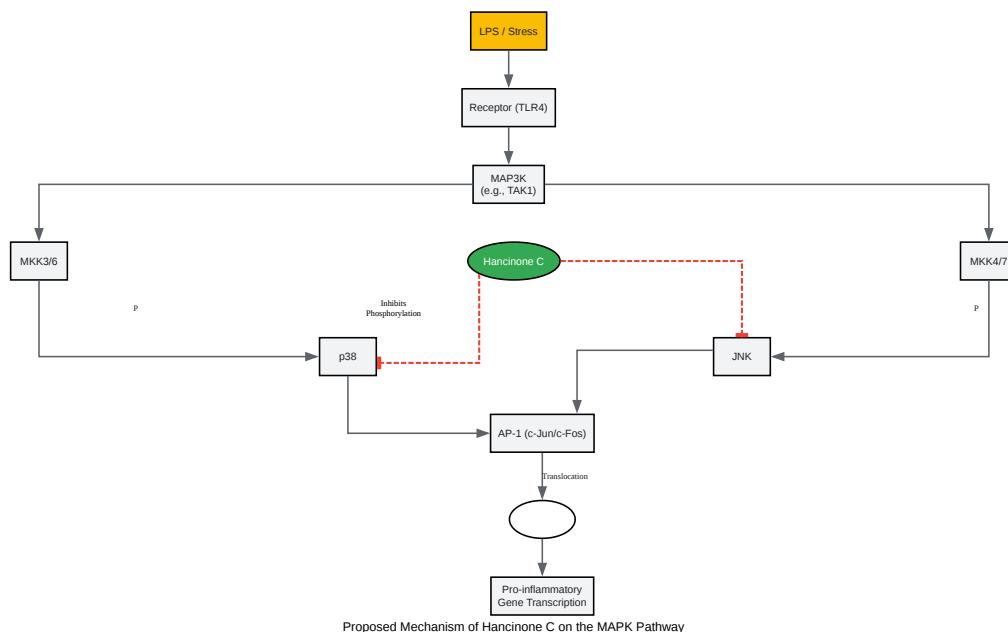 LPS / Stress
Receptor (TLR4)
MAP3K
(e.g., TAK1)
MKK3/6
Hancinone C
MKK4/7
P
Inhibits
Phosphorylation
P
p38
JNK
AP-1 (c-Jun/c-Fos)
Translocation
Pro-inflammatory
Gene Transcription
Proposed Mechanism of Hancinone C on the MAPK Pathway